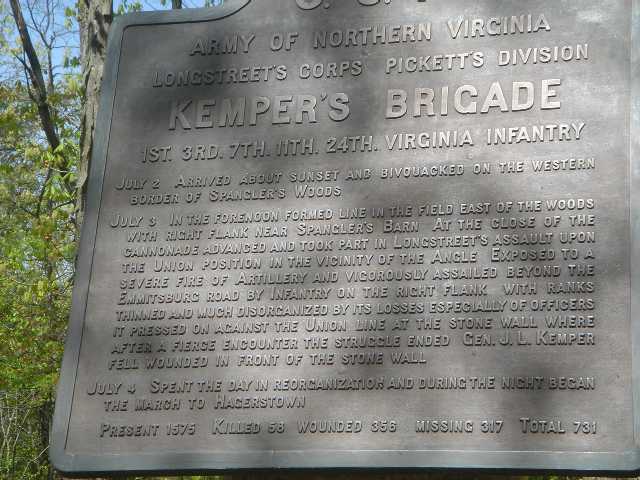 ARMY OF NORTHERN VIRGINIA
LONGSTREET'S CORPS PICKETT'S DIVISION
KEMPER'S BRIGADE
1ST. 3RD. 7TH. 11TH. 24TH. VIRGINIA INFANTRY
JULY 2 ARRIVED ABOUT SUNSET AND BIVOUACKED ON THE WESTERN
BORDER OF SPANGLER'S WOODS
JULY 3 IN THE FORENOON FORMED LINE IN THE FIELD EAST OF THE WOODS
WITH RIGHT FLANK NEAR SPANGLER'S BARN AT THE CLOSE OF THE
CANNONADE ADVANCED AND TOOK PART IN LONGSTREET'S ASSAULT UPON
THE UNION POSITION IN THE VICINITY OF THE ANGLE EXPOSED TO A
SEVERE FIRE OF ARTILLERY AND VIGOROUSLY ASSAILED BEYOND THE
EMMITSBURG ROAD BY INFANTRY ON THE RIGHT FLANK WITH RANKS
THINNED AND MUCH DISORGANIZED BY ITS LOSSES ESPECIALLY OF OFFICERS
IT PRESSED ON AGAINST THE UNION LINE AT THE STONE WALL WHERE
AFTER A FIERCE ENCOUNTER THE STRUGGLE ENDED GEN. J. L. KEMPER
FELL WOUNDED IN FRONT OF THE STONE WALL
JULY 4 SPENT THE DAY IN REORGANIZATION AND DURING THE NIGHT BEGAN
THE MARCH TO HAGERSTOWN
PRESENT 1575 KILLED 58 WOUNDED 356 MISSING 317 TOTAL 731